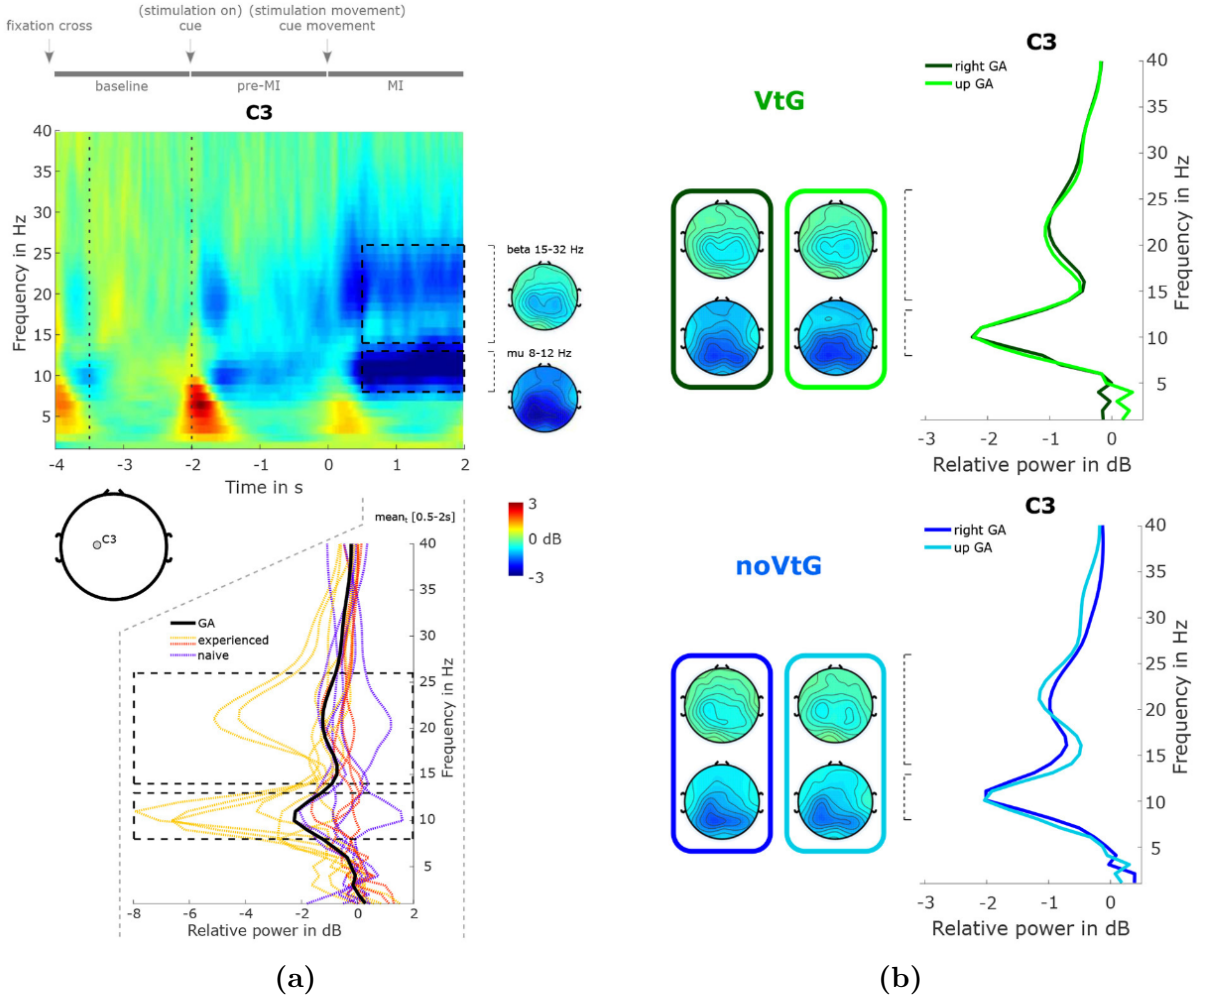 (stimulation on) (stimulation movement)
fixation cross cue cue movement
baseline pre-MI MI
C3
40
35
30
25
20
15
10
5
Frequency in Hz
-4 -3 -2 -1 0 1 2
Time in s
beta 15-32 Hz
mu 8-12 Hz
C3
3
0 dB
-3
mean_t [0.5-2s]
GA
experienced
naive
40
35
30
25
20
15
10
5
Frequency in Hz
-8 -6 -4 -2 0 2
Relative power in dB
(a)
VtG
C3
right GA
up GA
40
35
30
25
20
15
10
5
Frequency in Hz
-3 -2 -1 0
Relative power in dB
noVtG
C3
right GA
up GA
40
35
30
25
20
15
10
5
Frequency in Hz
-3 -2 -1 0
Relative power in dB
(b)